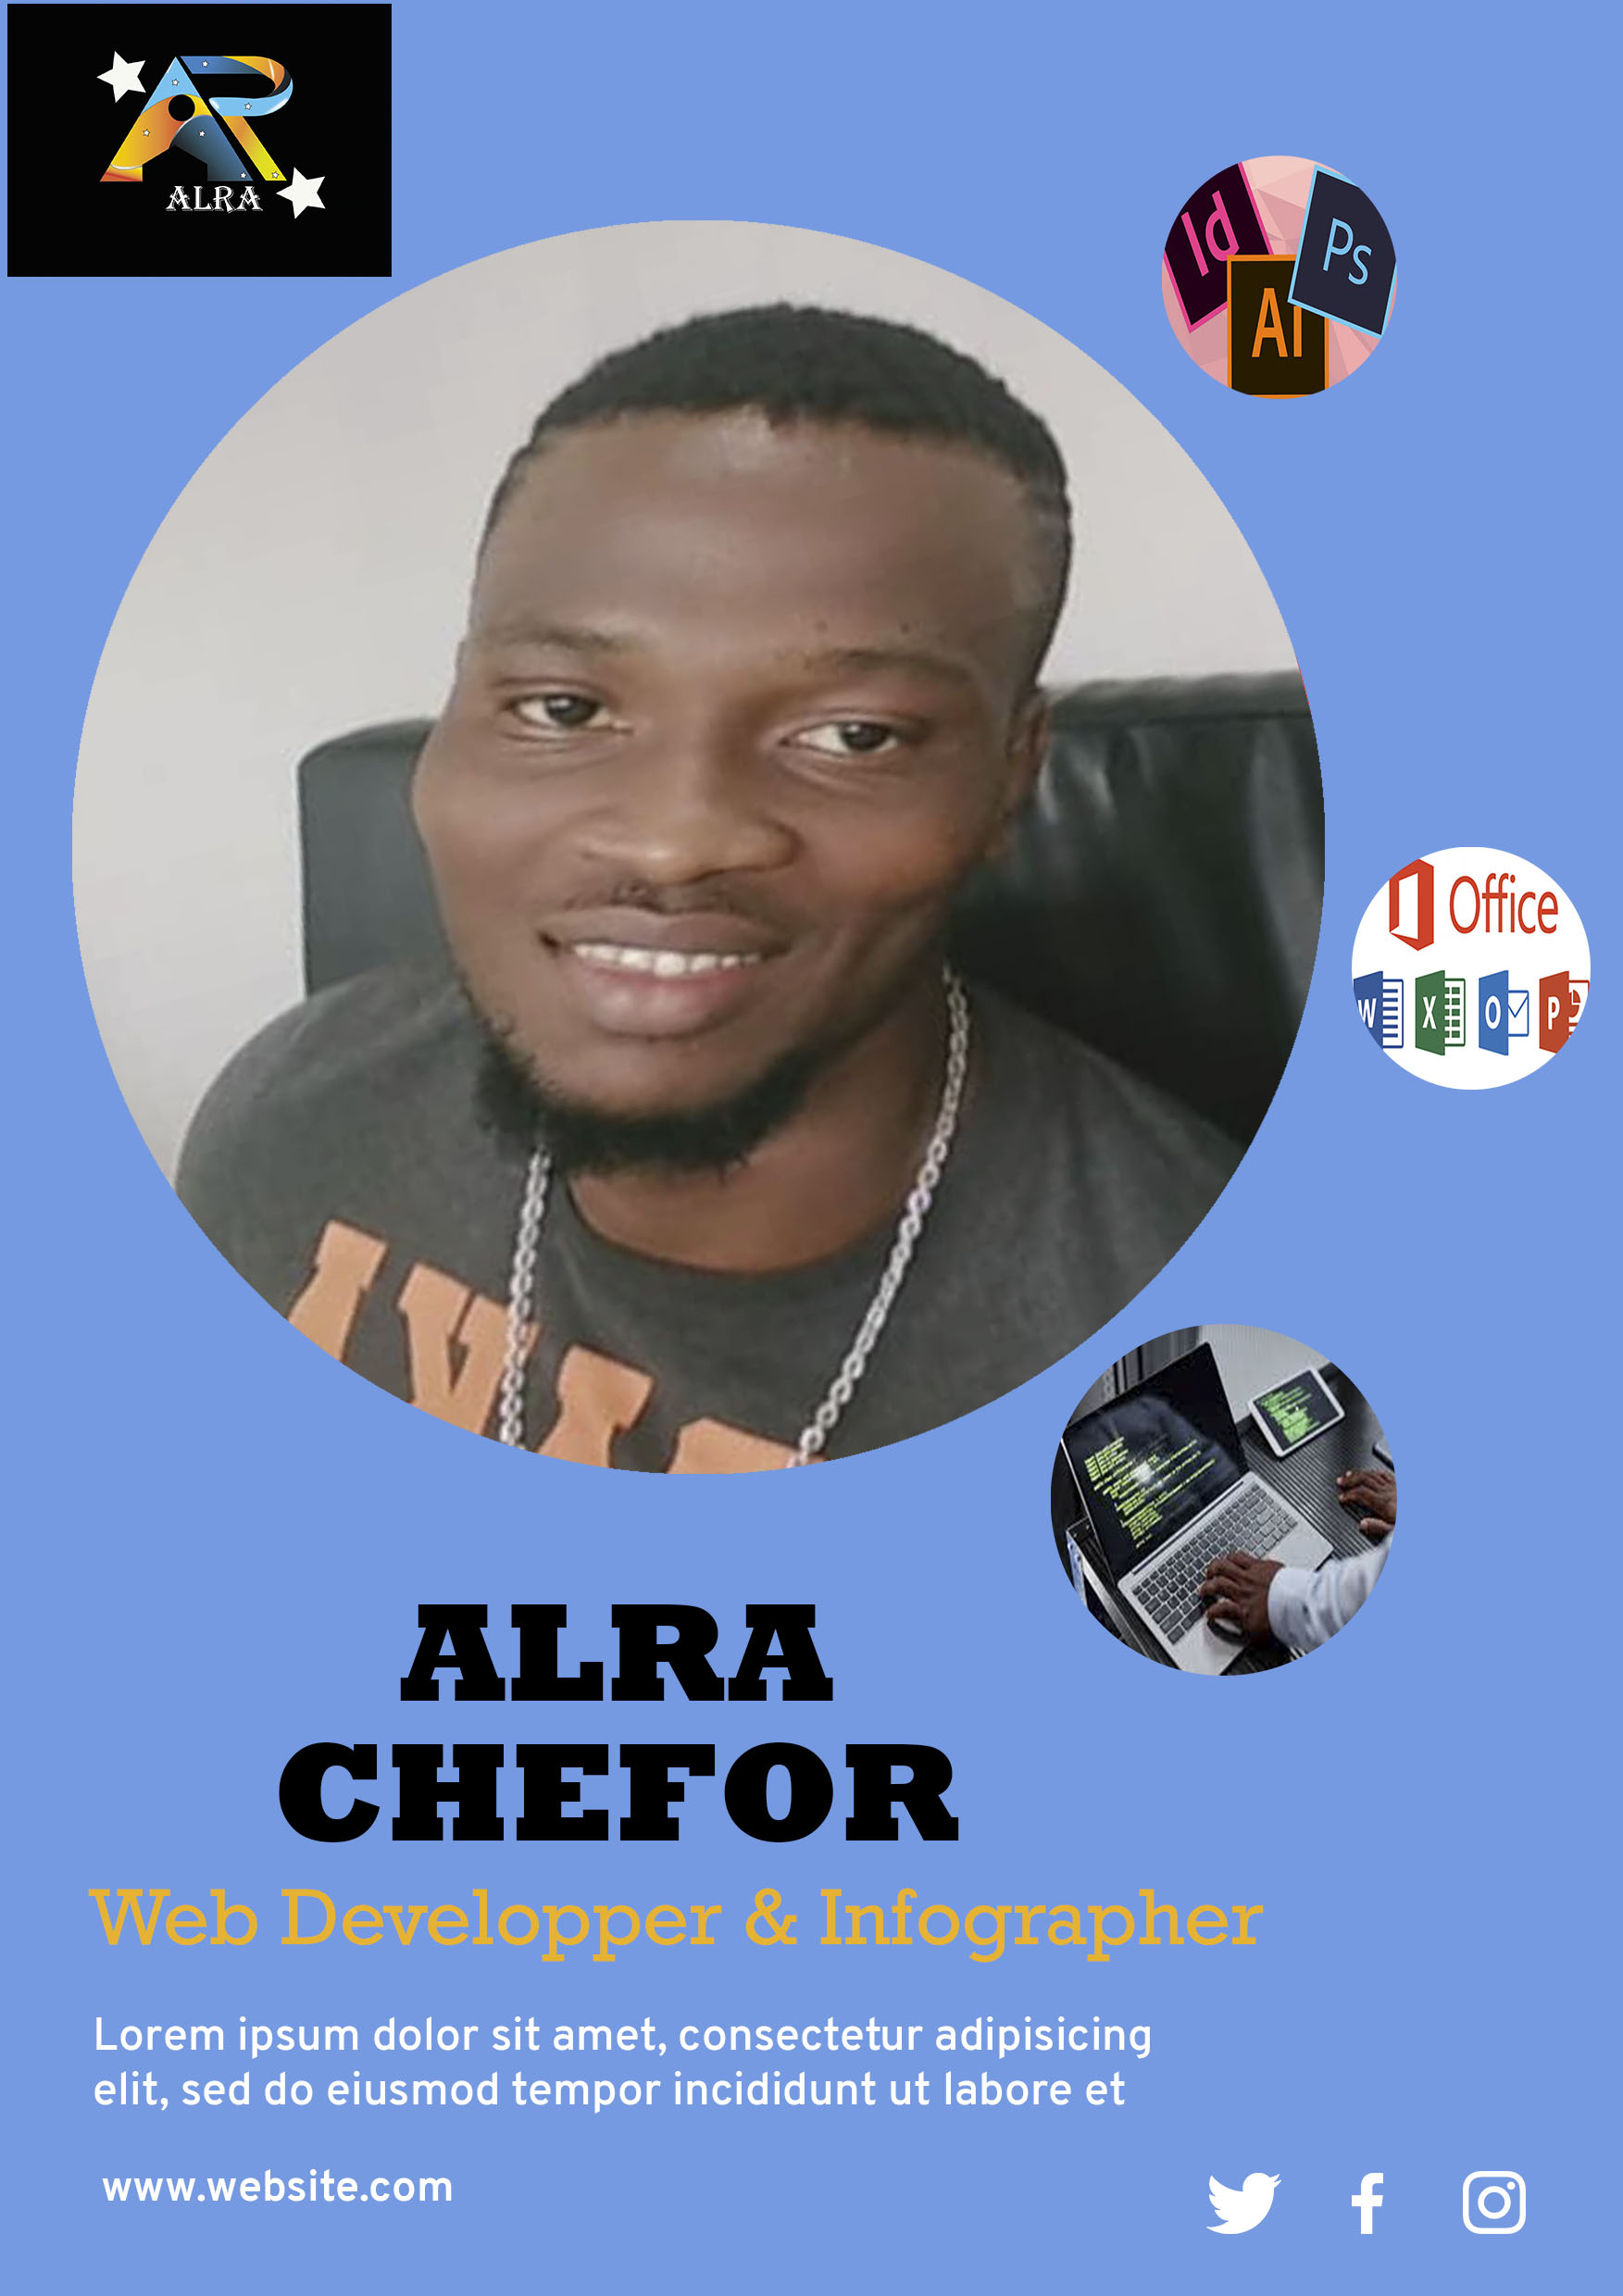 ALRA
Id
Ps
Ai
Office
W X O P
ALRA
CHEFOR
Web Developper & Infographer
Lorem ipsum dolor sit amet, consectetur adipisicing
elit, sed do eiusmod tempor incididunt ut labore et
www.website.com